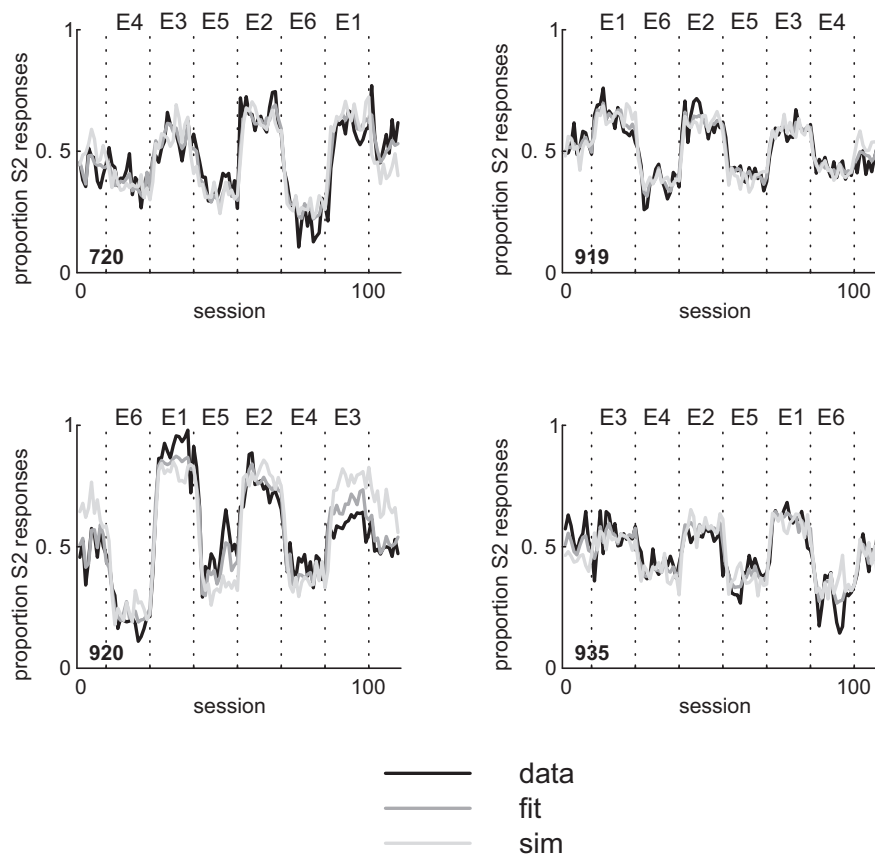 E4 E3 E5 E2 E6 E1
1
0. 5
0
proportion S2 responses
720
0 100
session
E1 E6 E2 E5 E3 E4
1
0. 5
0
proportion S2 responses
919
0 100
session
E6 E1 E5 E2 E4 E3
1
0. 5
0
proportion S2 responses
920
0 100
session
E3 E4 E2 E5 E1 E6
1
0. 5
0
proportion S2 responses
935
0 100
session
data
fit
sim